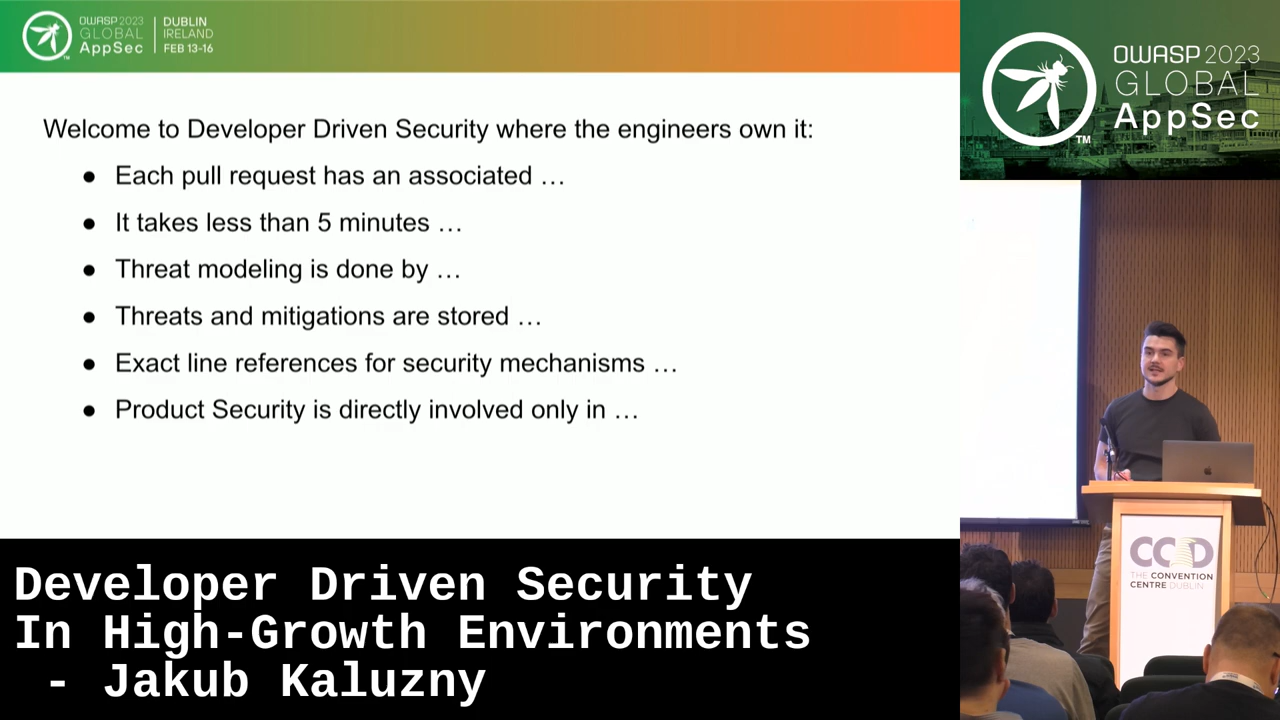 OWASP 2023
GLOBAL
AppSec
TM
DUBLIN
IRELAND
FEB 13-16
Welcome to Developer Driven Security where the engineers own it:
● Each pull request has an associated …
● It takes less than 5 minutes …
● Threat modeling is done by …
● Threats and mitigations are stored …
● Exact line references for security mechanisms …
● Product Security is directly involved only in …
Developer Driven Security
In High-Growth Environments
- Jakub Kaluzny
OWASP 2023
GLOBAL
AppSec
TM
CCD
THE CONVENTION
CENTRE DUBLIN